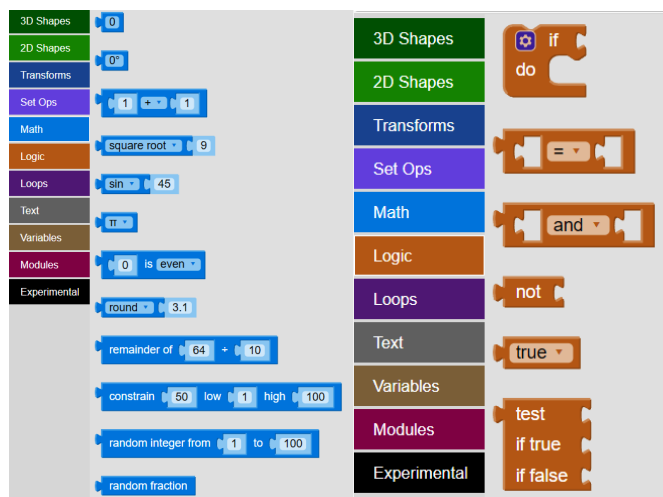 3D Shapes
2D Shapes
Transforms
Set Ops
Math
Logic
Loops
Text
Variables
Modules
Experimental
0
0°
1 + 1
square root 9
sin 45
π
0 is even
round 3.1
remainder of 64 ÷ 10
constrain 50 low 1 high 100
random integer from 1 to 100
random fraction
3D Shapes
2D Shapes
Transforms
Set Ops
Math
Logic
Loops
Text
Variables
Modules
Experimental
if
do
=
and
not
true
test
if true
if false